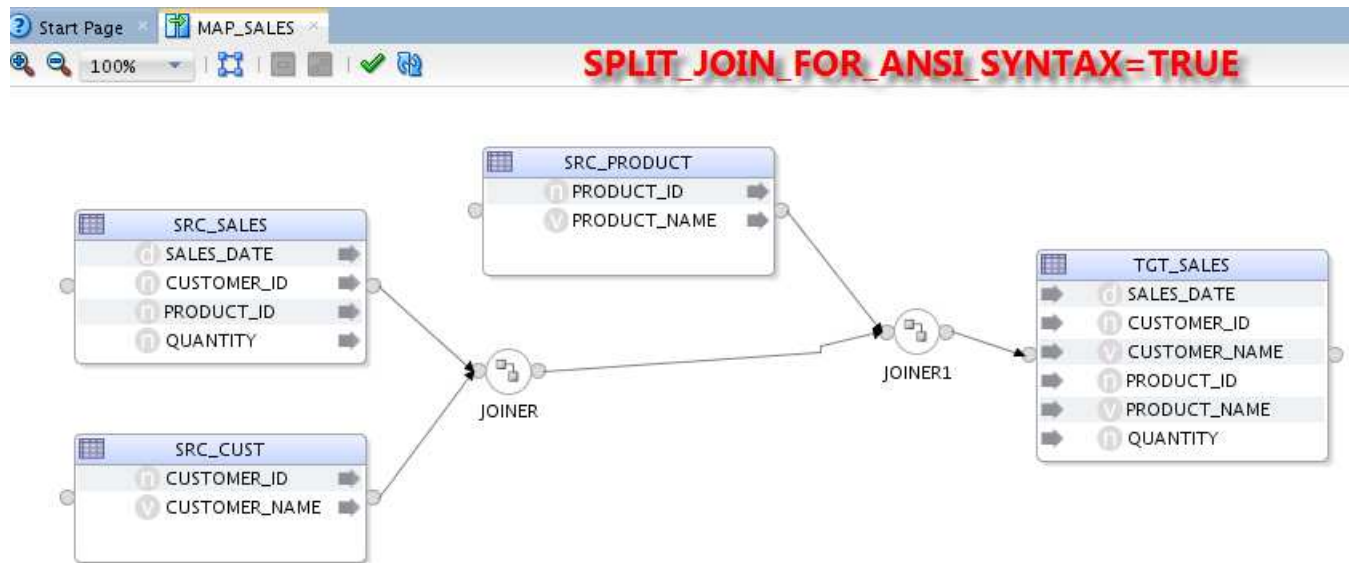 Start Page
MAP_SALES
100%
SPLIT_JOIN_FOR_ANSI_SYNTAX=TRUE
SRC_PRODUCT
n PRODUCT_ID
v PRODUCT_NAME
SRC_SALES
d SALES_DATE
n CUSTOMER_ID
n PRODUCT_ID
n QUANTITY
JOINER
SRC_CUST
n CUSTOMER_ID
v CUSTOMER_NAME
JOINER1
TGT_SALES
d SALES_DATE
n CUSTOMER_ID
v CUSTOMER_NAME
n PRODUCT_ID
v PRODUCT_NAME
n QUANTITY